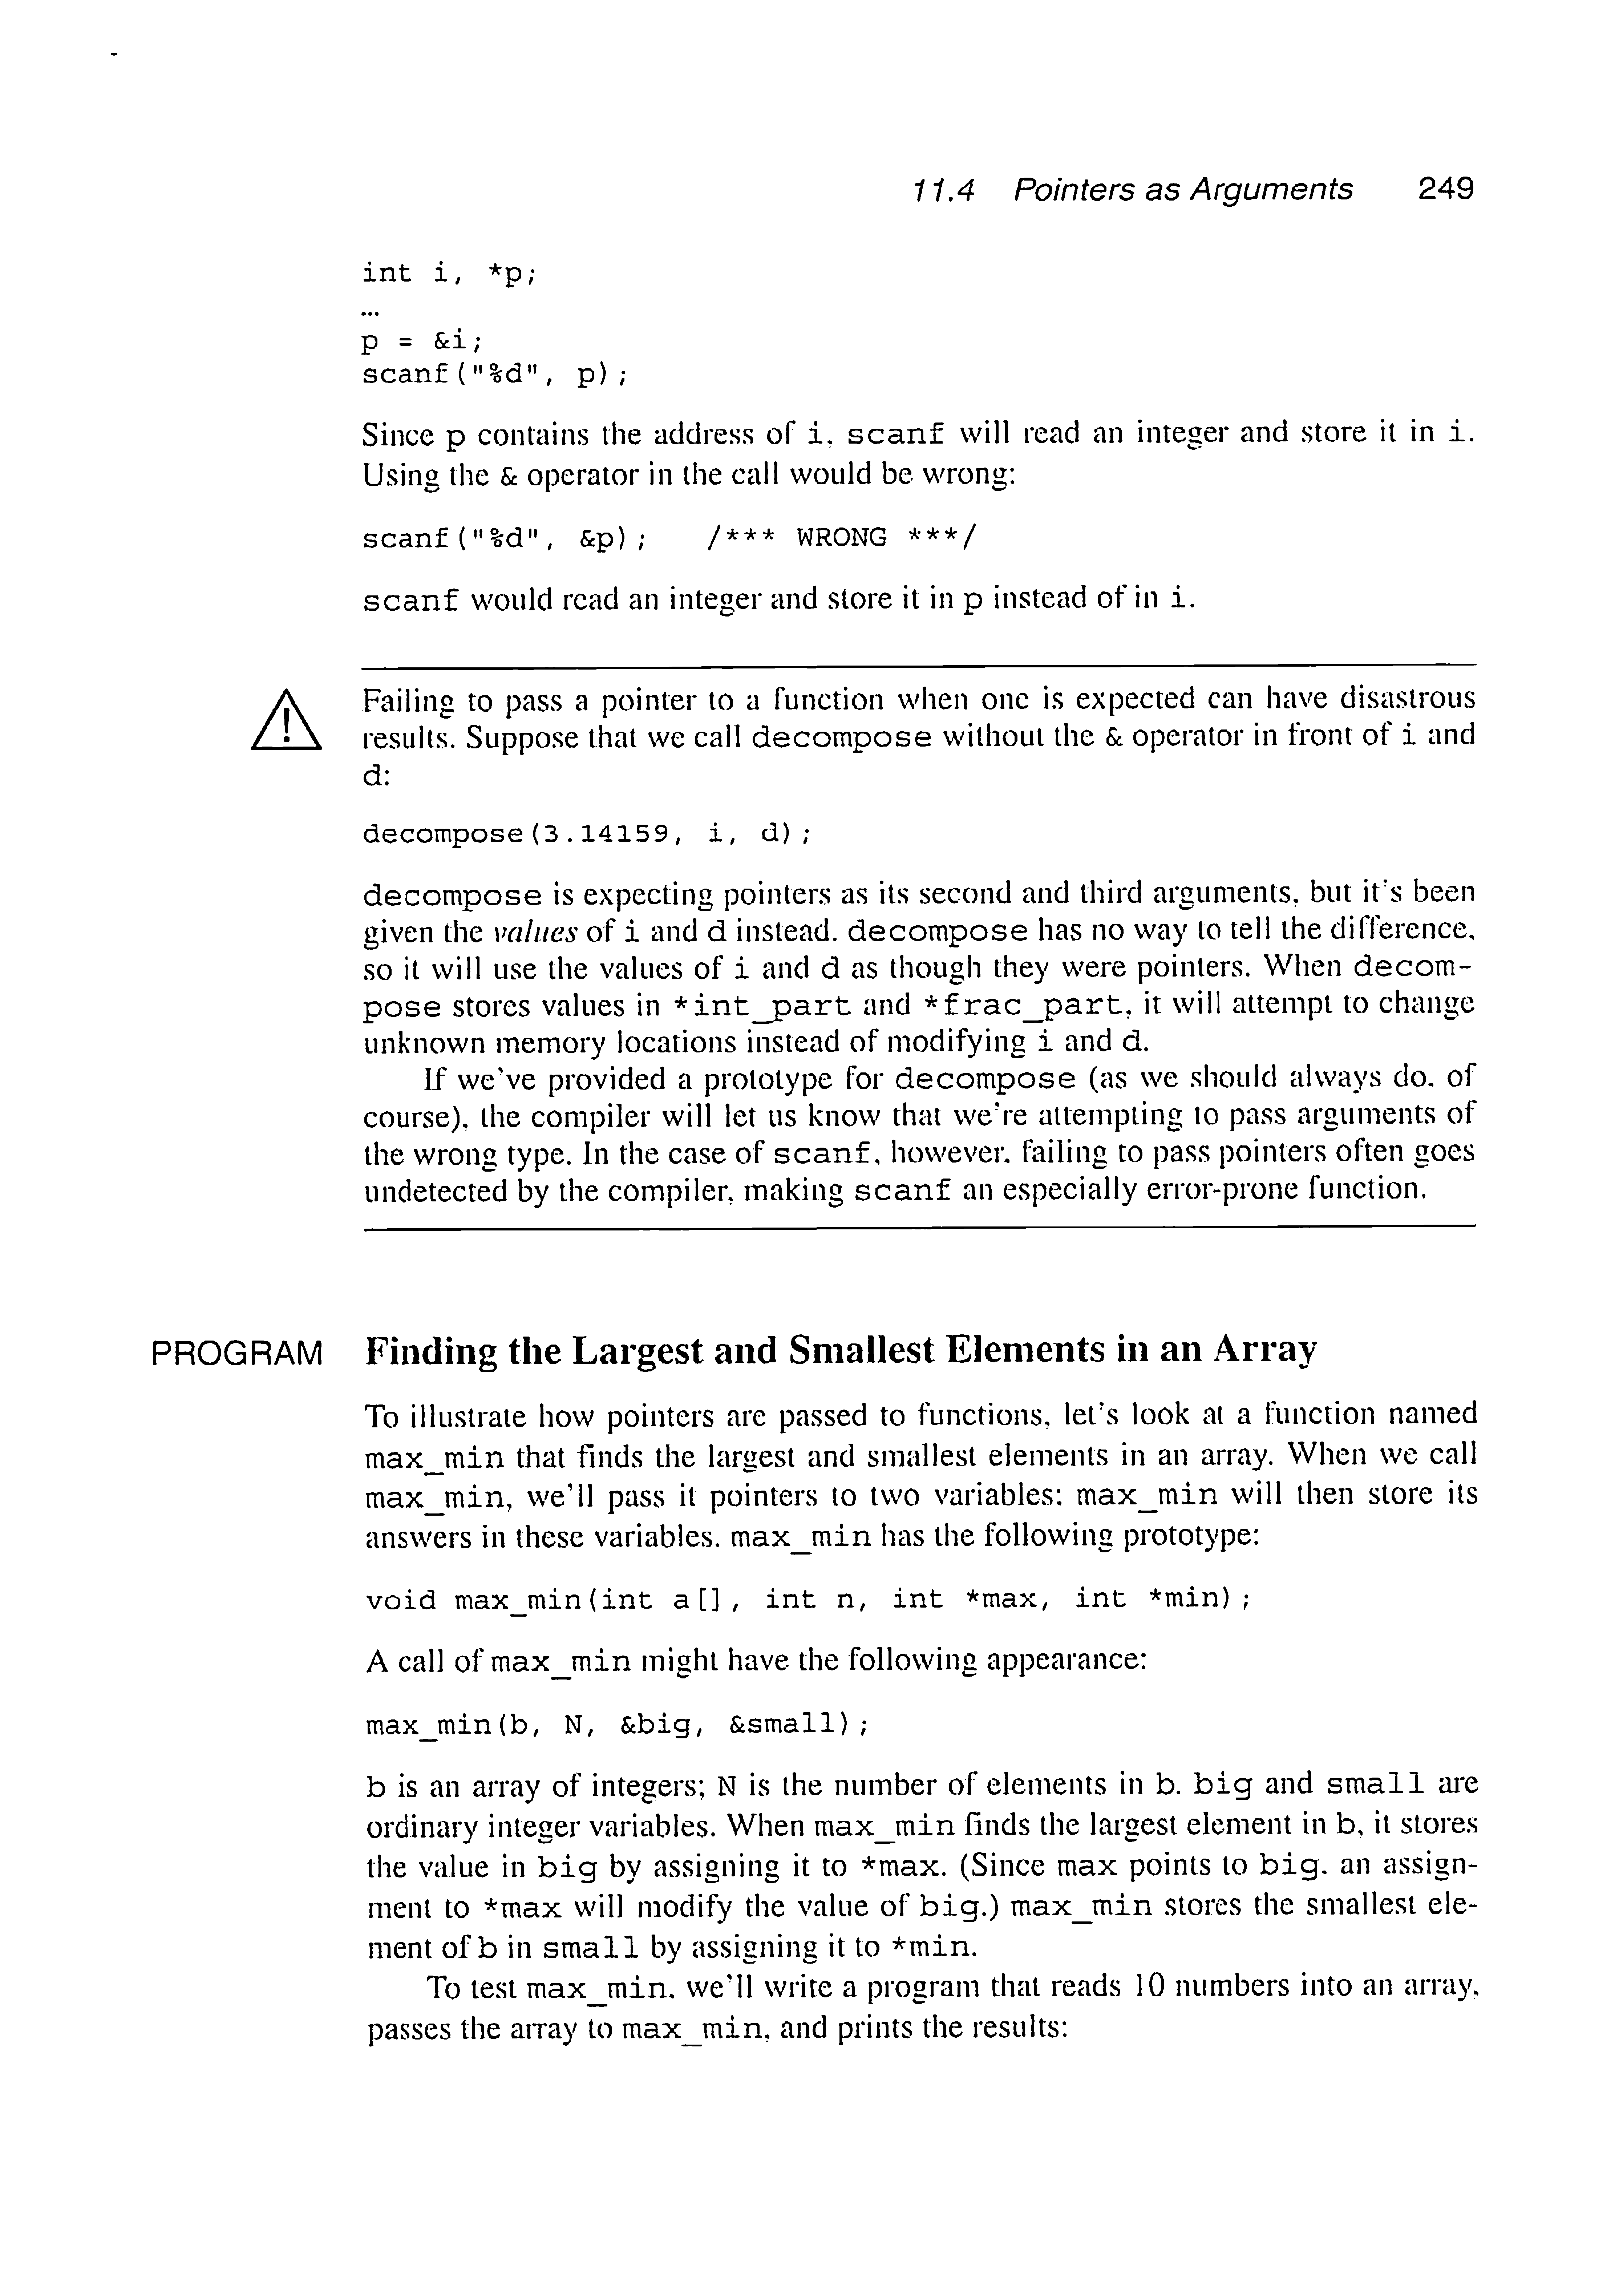 11.4 Pointers as Arguments 249
int i, *p;
…
p = &i;
scanf("%d", p);
Since p contains the address of i, scanf will read an integer and store it in i.
Using the & operator in the call would be wrong:
scanf("%d", &p); /*** WRONG ***/
scanf would read an integer and store it in p instead of in i.
Failing to pass a pointer to a function when one is expected can have disastrous
results. Suppose that we call decompose without the & operator in front of i and
d:
decompose(3.14159, i, d);
decompose is expecting pointers as its second and third arguments, but it's been
given the values of i and d instead. decompose has no way to tell the difference,
so it will use the values of i and d as though they were pointers. When decom-
pose stores values in *int_part and *frac_part, it will attempt to change
unknown memory locations instead of modifying i and d.
If we've provided a prototype for decompose (as we should always do, of
course), the compiler will let us know that we're attempting to pass arguments of
the wrong type. In the case of scanf, however, failing to pass pointers often goes
undetected by the compiler, making scanf an especially error-prone function.
PROGRAM Finding the Largest and Smallest Elements in an Array
To illustrate how pointers are passed to functions, let's look at a function named
max_min that finds the largest and smallest elements in an array. When we call
max_min, we'll pass it pointers to two variables; max_min will then store its
answers in these variables. max_min has the following prototype:
void max_min(int a[], int n, int *max, int *min);
A call of max_min might have the following appearance:
max_min(b, N, &big, &small);
b is an array of integers; N is the number of elements in b. big and small are
ordinary integer variables. When max_min finds the largest element in b, it stores
the value in big by assigning it to *max. (Since max points to big, an assign-
ment to *max will modify the value of big.) max_min stores the smallest ele-
ment of b in small by assigning it to *min.
To test max_min, we'll write a program that reads 10 numbers into an array,
passes the array to max_min, and prints the results: